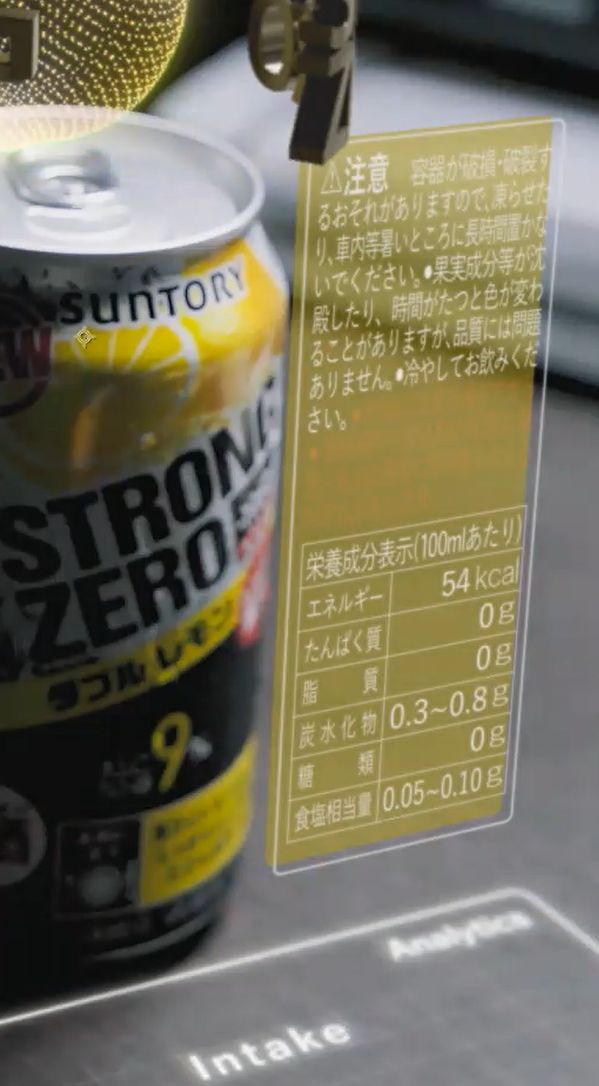 SUNTORY
STRONG
ZERO
ダブルレモン
9%
⚠注意 容器が破損・破裂す
るおそれがありますので、凍らせた
り、車内等暑いところに長時間置かな
いでください。●果実成分等が沈
殿したり、時間がたつと色が変わ
ることがありますが、品質には問題
ありません。●冷やしてお飲みくだ
さい。
栄養成分表示(100mlあたり)
エネルギー 54kcal
たんぱく質 0g
脂質 0g
炭水化物 0.3~0.8g
糖類 0g
食塩相当量 0.05~0.10g
Analytics
Intake